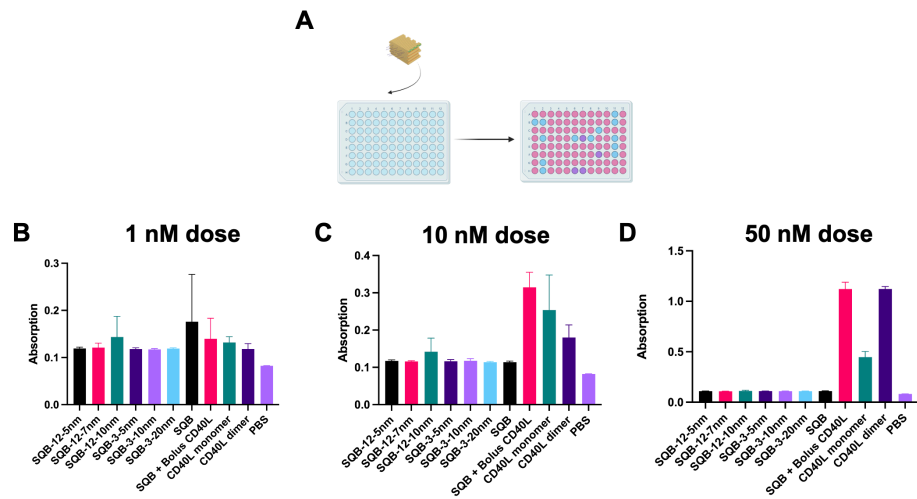 A
B
1 nM dose
Absorption
0.3
0.2
0.1
0.0
SQB-12-5nm
SQB-12-7nm
SQB-12-10nm
SQB-3-5nm
SQB-3-10nm
SQB-3-20nm
SQB
SQB + Bolus CD40L
CD40L monomer
CD40L dimer
PBS
C
10 nM dose
Absorption
0.4
0.3
0.2
0.1
0.0
SQB-12-5nm
SQB-12-7nm
SQB-12-10nm
SQB-3-5nm
SQB-3-10nm
SQB-3-20nm
SQB
SQB + Bolus CD40L
CD40L monomer
CD40L dimer
PBS
D
50 nM dose
Absorption
1.5
1.0
0.5
0.0
SQB-12-5nm
SQB-12-7nm
SQB-12-10nm
SQB-3-5nm
SQB-3-10nm
SQB-3-20nm
SQB
SQB + Bolus CD40L
CD40L monomer
CD40L dimer
PBS